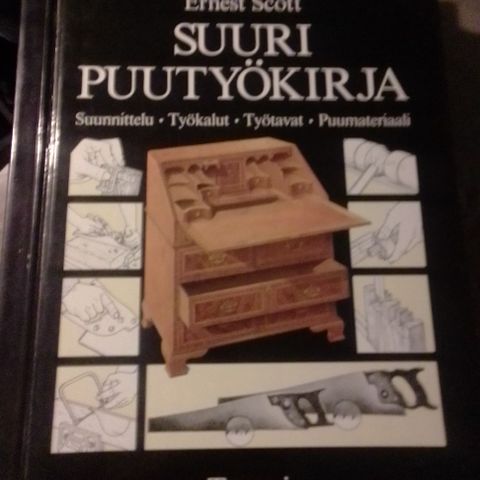 Ernest Scott
SUURI
PUUTYÖKIRJA
Suunnittelu • Työkalut • Työtavat • Puumateriaali